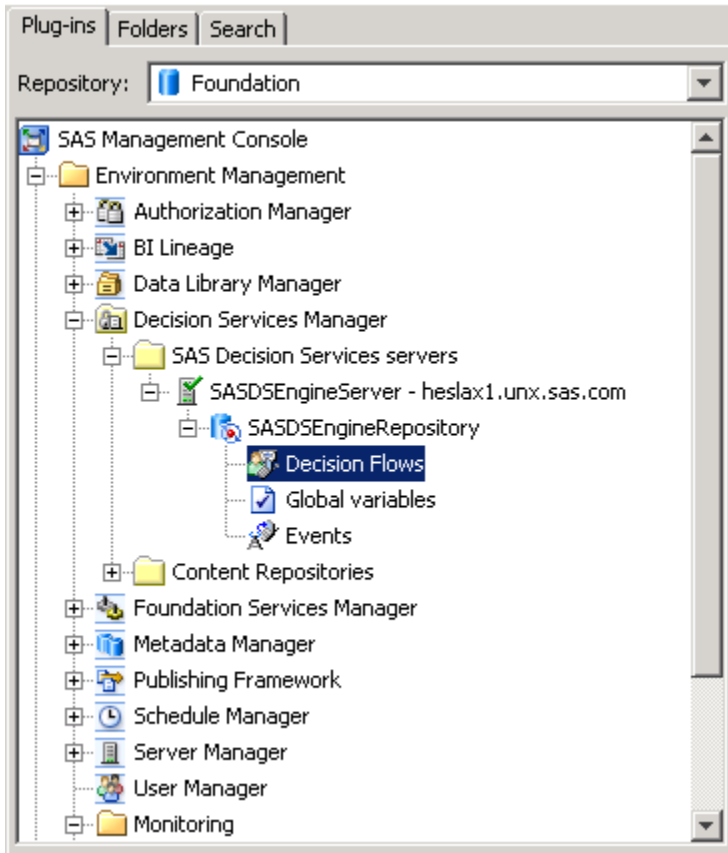 Plug-ins Folders Search
Repository: Foundation
SAS Management Console
Environment Management
Authorization Manager
BI Lineage
Data Library Manager
Decision Services Manager
SAS Decision Services servers
SASDSEngineServer - heslax1.unx.sas.com
SASDSEngineRepository
Decision Flows
Global variables
Events
Content Repositories
Foundation Services Manager
Metadata Manager
Publishing Framework
Schedule Manager
Server Manager
User Manager
Monitoring